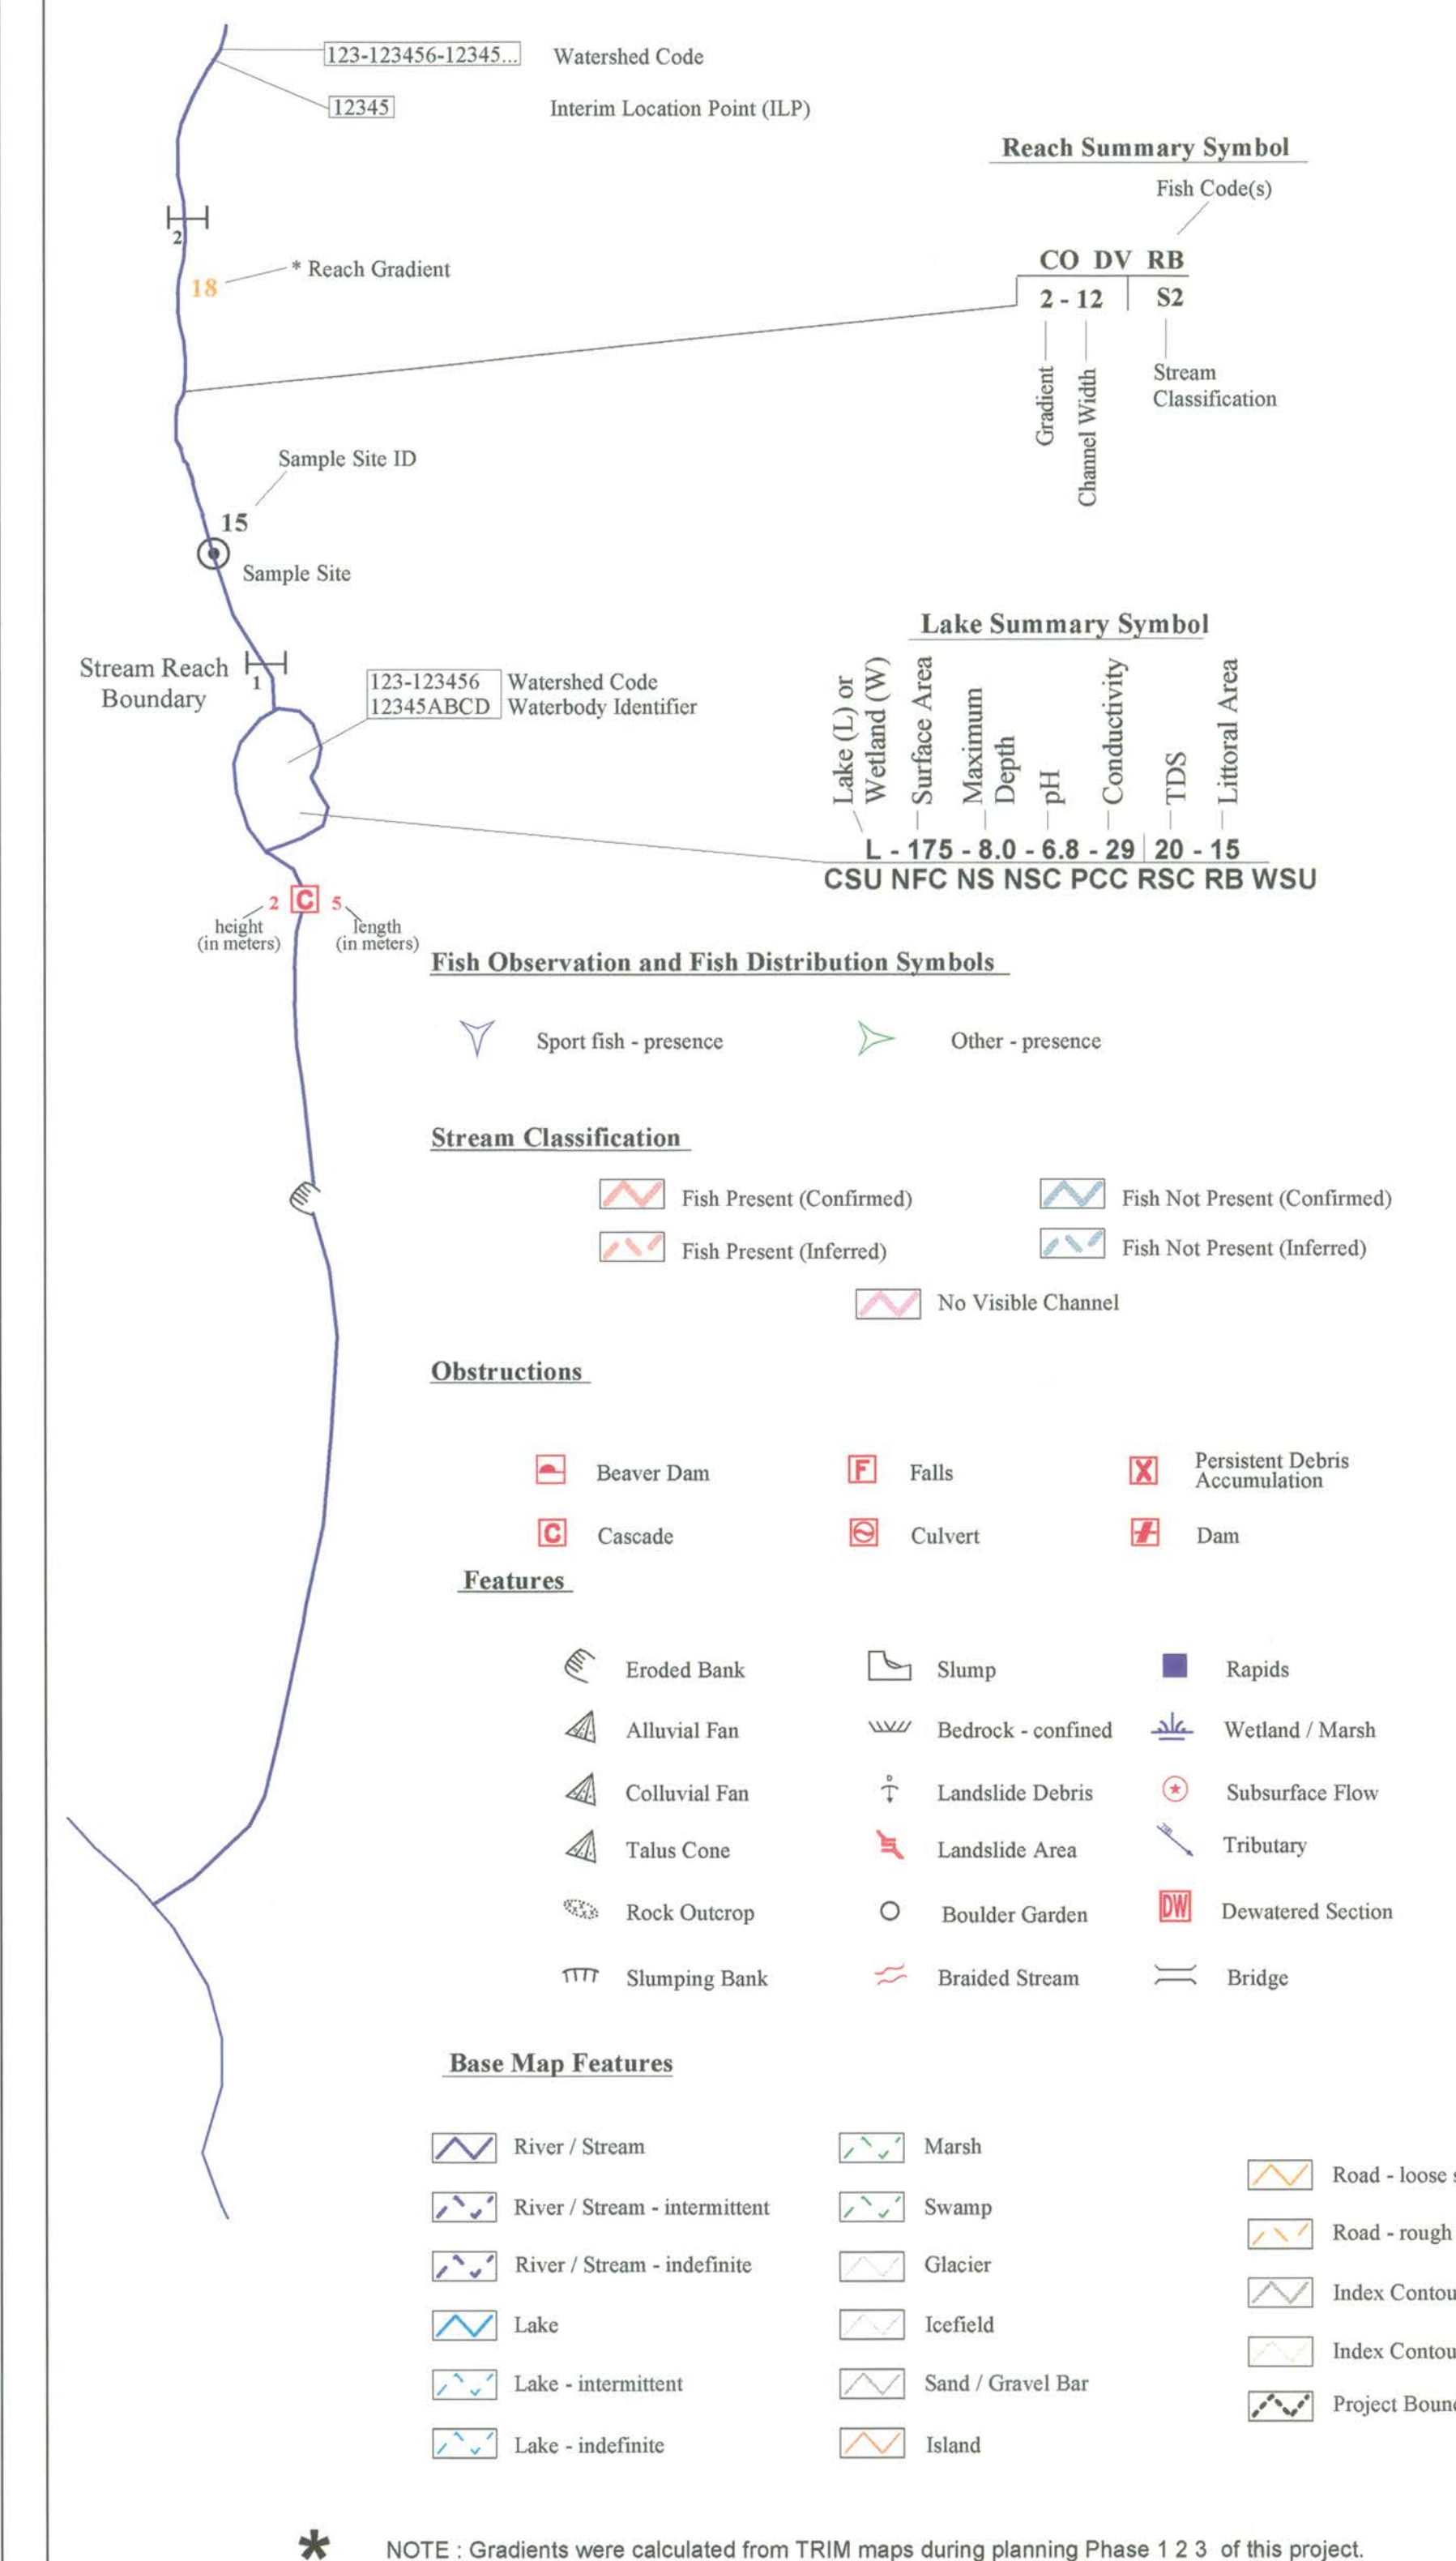 123-123456-12345... Watershed Code
12345 Interim Location Point (ILP)
Reach Summary Symbol
Fish Code(s)
2
18
* Reach Gradient
CO DV RB
2 - 12 S2
Gradient
Channel Width
Stream
Classification
Sample Site ID
15
Sample Site
Stream Reach
Boundary
1
123-123456 Watershed Code
12345ABCD Waterbody Identifier
Lake Summary Symbol
Lake (L) or
Wetland (W)
Surface Area
Maximum
Depth
pH
Conductivity
TDS
Littoral Area
L - 175 - 8.0 - 6.8 - 29 20 - 15
CSU NFC NS NSC PCC RSC RB WSU
2 C 5
height
(in meters)
length
(in meters)
Fish Observation and Fish Distribution Symbols
Sport fish - presence Other - presence
Stream Classification
Fish Present (Confirmed) Fish Not Present (Confirmed)
Fish Present (Inferred) Fish Not Present (Inferred)
No Visible Channel
Obstructions
Beaver Dam F Falls X Persistent Debris
Accumulation
C Cascade Culvert Dam
Features
Eroded Bank Slump Rapids
Alluvial Fan Bedrock - confined Wetland / Marsh
Colluvial Fan D Landslide Debris Subsurface Flow
Talus Cone Landslide Area Tributary
Rock Outcrop Boulder Garden DW Dewatered Section
Slumping Bank Braided Stream Bridge
Base Map Features
River / Stream Marsh
Road - loose s
River / Stream - intermittent Swamp
Road - rough
River / Stream - indefinite Glacier
Index Contou
Lake Icefield
Index Contou
Lake - intermittent Sand / Gravel Bar
Project Boun
Lake - indefinite Island
* NOTE : Gradients were calculated from TRIM maps during planning Phase 1 2 3 of this project.